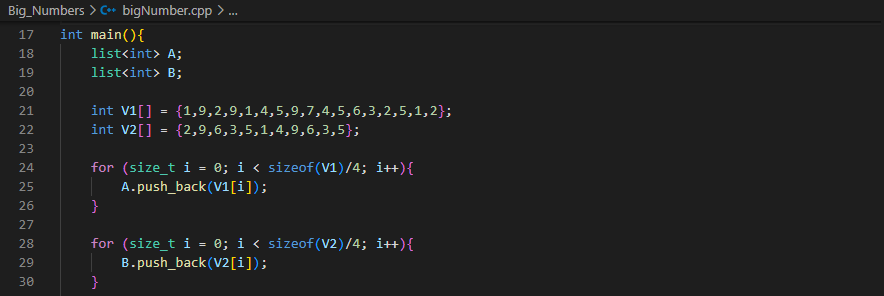 Big_Numbers > bigNumber.cpp > ...
17 int main(){
18 list<int> A;
19 list<int> B;
20
21 int V1[] = {1,9,2,9,1,4,5,9,7,4,5,6,3,2,5,1,2};
22 int V2[] = {2,9,6,3,5,1,4,9,6,3,5};
23
24 for (size_t i = 0; i < sizeof(V1)/4; i++){
25 A.push_back(V1[i]);
26 }
27
28 for (size_t i = 0; i < sizeof(V2)/4; i++){
29 B.push_back(V2[i]);
30 }